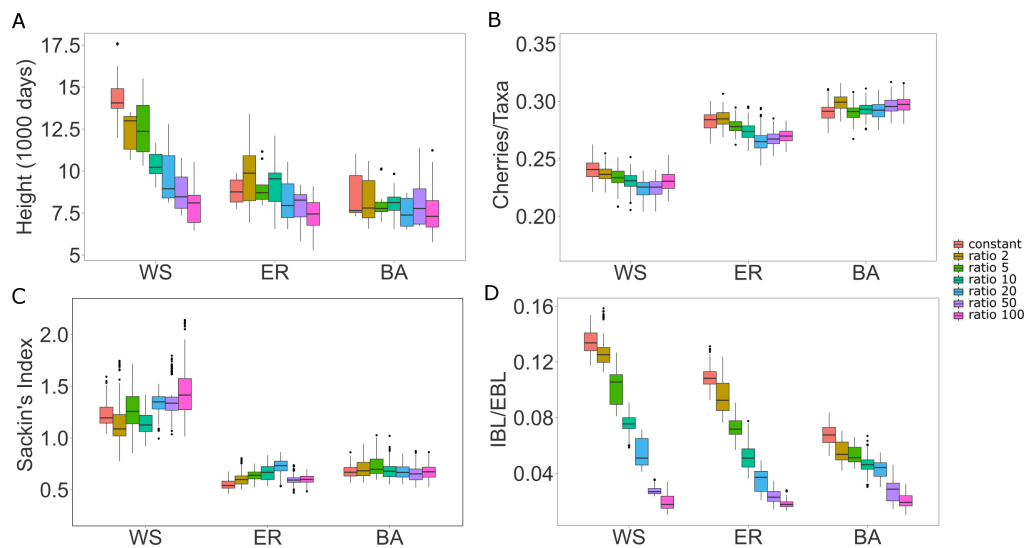 A
Height (1000 days)
17.5
15
12.5
10
7.5
5
WS ER BA
B
Cherries/Taxa
0.35
0.30
0.25
0.20
WS ER BA
constant
ratio 2
ratio 5
ratio 10
ratio 20
ratio 50
ratio 100
C
Sackin's Index
2.0
1.5
1.0
0.5
WS ER BA
D
IBL/EBL
0.16
0.12
0.08
0.04
WS ER BA